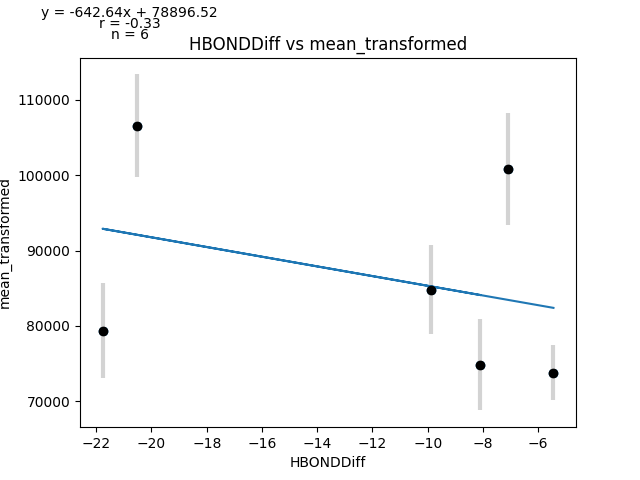 y = -642.64x + 78896.52
r = -0.33
n = 6
HBONDDiff vs mean_transformed
110000
100000
90000
80000
70000
mean_transformed
−22
−20
−18
−16
−14
−12
−10
−8
−6
HBONDDiff